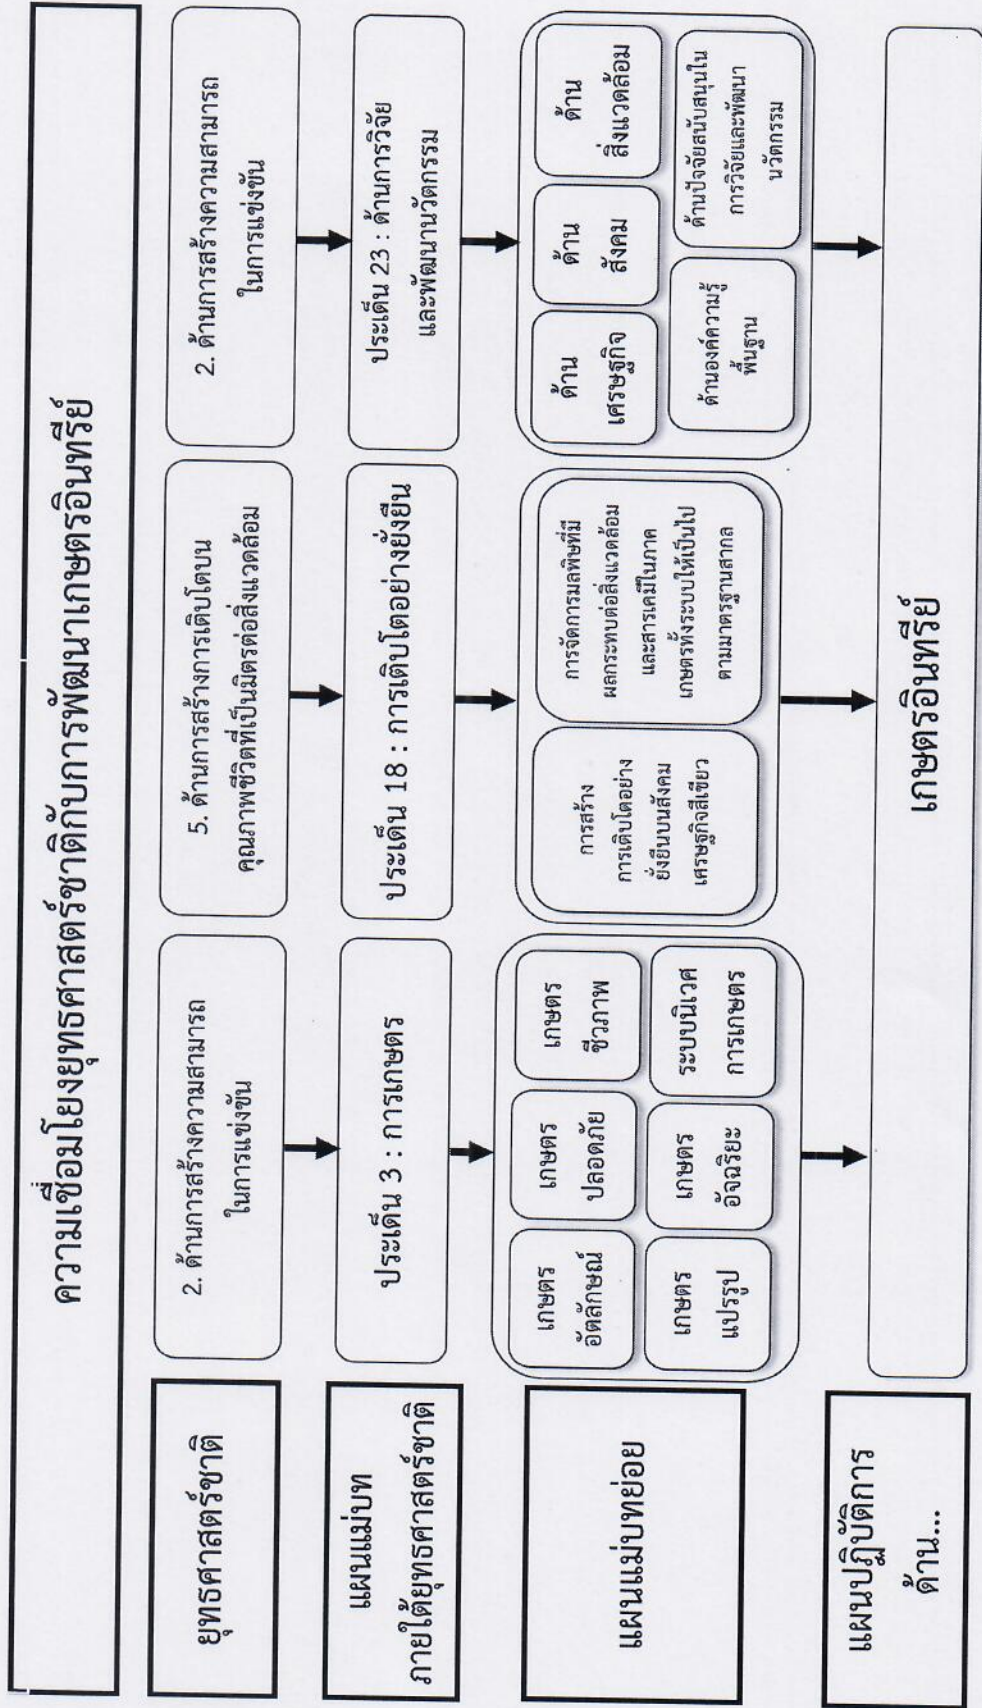 ความเชื่อมโยงยุทธศาสตร์ชาติกับการพัฒนาเกษตรอินทรีย์
ยุทธศาสตร์ชาติ
2. ด้านการสร้างความสามารถ
ในการแข่งขัน
5. ด้านการสร้างการเติบโตบน
คุณภาพชีวิตที่เป็นมิตรต่อสิ่งแวดล้อม
2. ด้านการสร้างความสามารถ
ในการแข่งขัน
แผนแม่บท
ภายใต้ยุทธศาสตร์ชาติ
ประเด็น 3 : การเกษตร
ประเด็น 18 : การเติบโตอย่างยั่งยืน
ประเด็น 23 : ด้านการวิจัย
และพัฒนานวัตกรรม
แผนแม่บทย่อย
เกษตร
อัตลักษณ์
เกษตร
ปลอดภัย
เกษตร
ชีวภาพ
เกษตร
แปรรูป
เกษตร
อัจฉริยะ
ระบบนิเวศ
การเกษตร
การสร้าง
การเติบโตอย่าง
ยั่งยืนบนสังคม
เศรษฐกิจสีเขียว
การจัดการมลพิษที่มี
ผลกระทบต่อสิ่งแวดล้อม
และสารเคมีในภาค
เกษตรทั้งระบบให้เป็นไป
ตามมาตรฐานสากล
ด้าน
เศรษฐกิจ
ด้าน
สังคม
ด้าน
สิ่งแวดล้อม
ด้านองค์ความรู้
พื้นฐาน
ด้านปัจจัยสนับสนุนใน
การวิจัยและพัฒนา
นวัตกรรม
แผนปฏิบัติการ
ด้าน...
เกษตรอินทรีย์